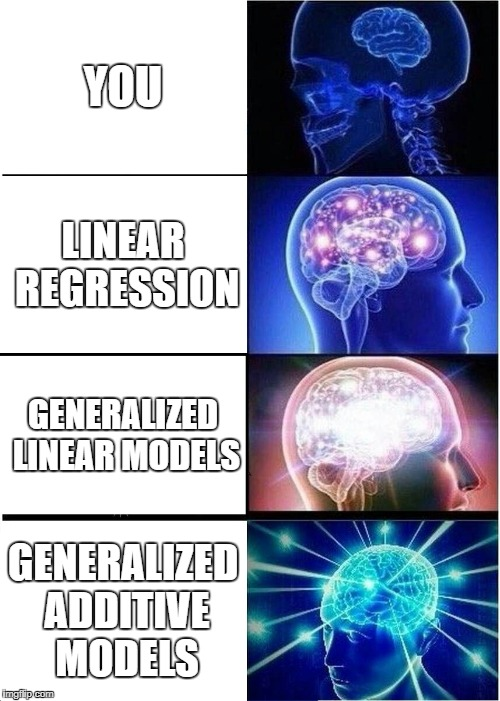 YOU
LINEAR
REGRESSION
GENERALIZED
LINEAR MODELS
GENERALIZED
ADDITIVE
MODELS
imgflip.com